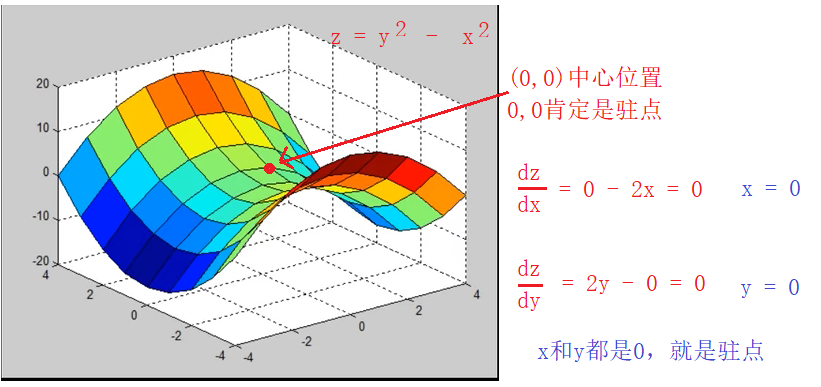 z = y² - x²
(0,0)中心位置
0,0肯定是驻点
dz/dx = 0 - 2x = 0 x = 0
dz/dy = 2y - 0 = 0 y = 0
x和y都是0，就是驻点
20
10
0
-10
-20
4
2
0
-2
-4
-4
-2
0
2
4